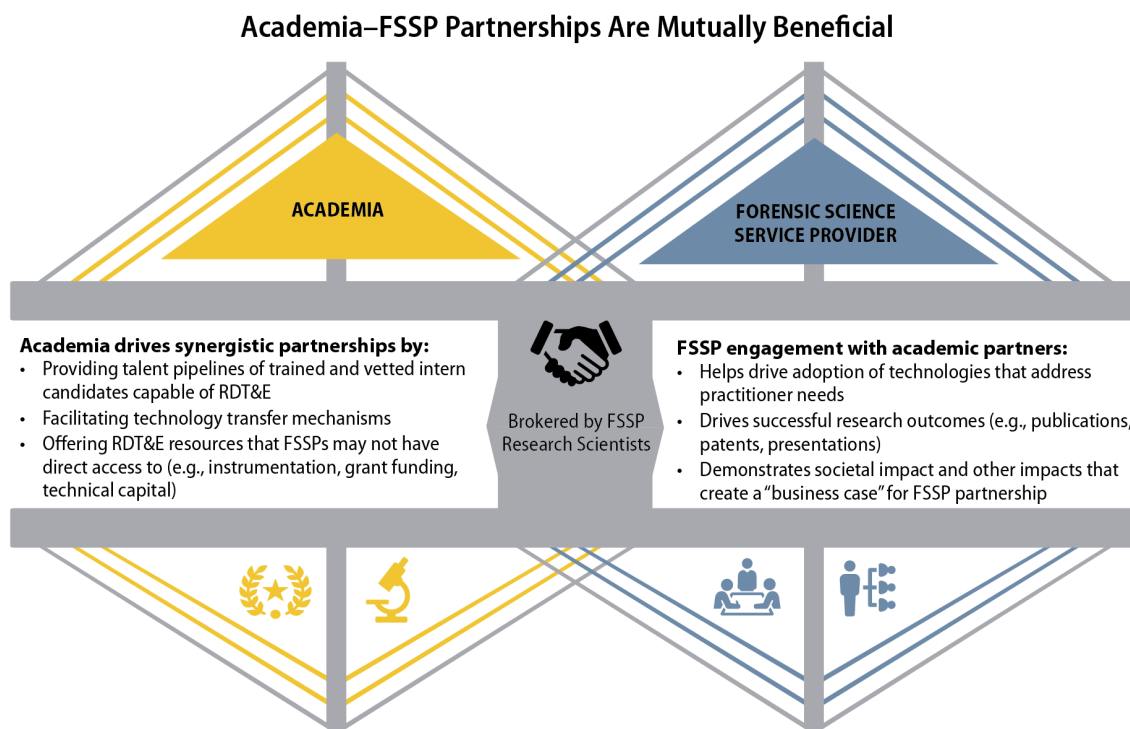 Academia–FSSP Partnerships Are Mutually Beneficial
ACADEMIA
FORENSIC SCIENCE
SERVICE PROVIDER
Academia drives synergistic partnerships by:
• Providing talent pipelines of trained and vetted intern
candidates capable of RDT&E
• Facilitating technology transfer mechanisms
• Offering RDT&E resources that FSSPs may not have
direct access to (e.g., instrumentation, grant funding,
technical capital)
Brokered by FSSP
Research Scientists
FSSP engagement with academic partners:
• Helps drive adoption of technologies that address
practitioner needs
• Drives successful research outcomes (e.g., publications,
patents, presentations)
• Demonstrates societal impact and other impacts that
create a “business case” for FSSP partnership